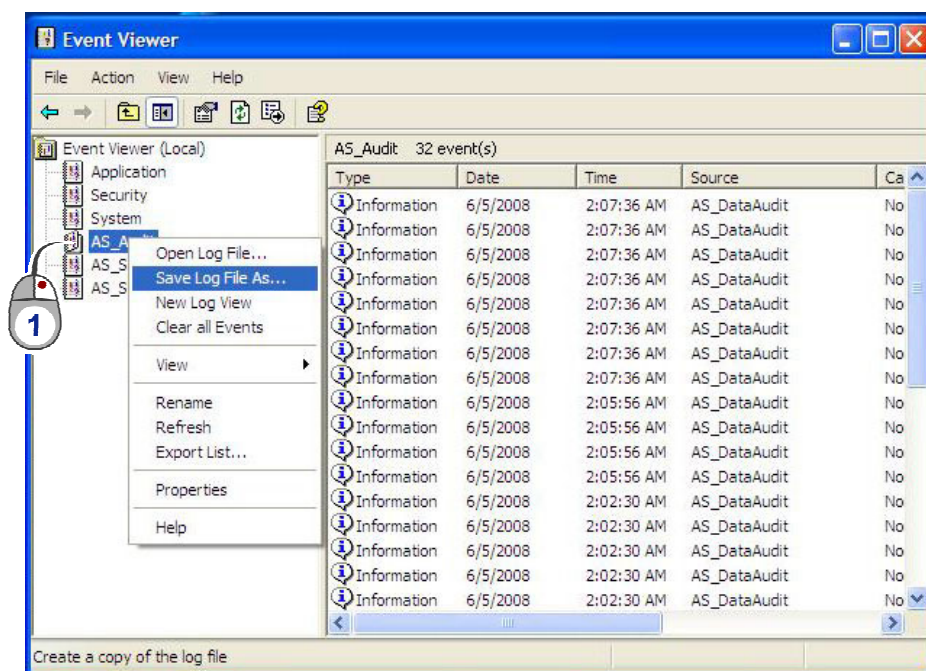 Event Viewer
File Action View Help
Event Viewer (Local)
Application
Security
System
AS_A
AS_S
AS_S
1
Open Log File...
Save Log File As...
New Log View
Clear all Events
View
Rename
Refresh
Export List...
Properties
Help
AS_Audit 32 event(s)
Type Date Time Source Ca
Information 6/5/2008 2:07:36 AM AS_DataAudit No
Information 6/5/2008 2:07:36 AM AS_DataAudit No
Information 6/5/2008 2:07:36 AM AS_DataAudit No
Information 6/5/2008 2:07:36 AM AS_DataAudit No
Information 6/5/2008 2:07:36 AM AS_DataAudit No
Information 6/5/2008 2:07:36 AM AS_DataAudit No
Information 6/5/2008 2:07:36 AM AS_DataAudit No
Information 6/5/2008 2:07:36 AM AS_DataAudit No
Information 6/5/2008 2:05:56 AM AS_DataAudit No
Information 6/5/2008 2:05:56 AM AS_DataAudit No
Information 6/5/2008 2:05:56 AM AS_DataAudit No
Information 6/5/2008 2:05:56 AM AS_DataAudit No
Information 6/5/2008 2:02:30 AM AS_DataAudit No
Information 6/5/2008 2:02:30 AM AS_DataAudit No
Information 6/5/2008 2:02:30 AM AS_DataAudit No
Information 6/5/2008 2:02:30 AM AS_DataAudit No
Information 6/5/2008 2:02:30 AM AS_DataAudit No
Create a copy of the log file